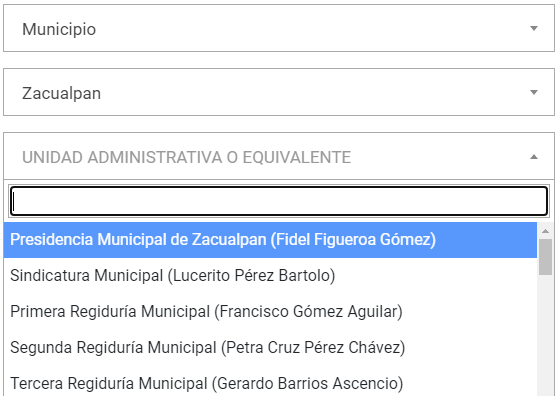 Municipio
Zacualpan
UNIDAD ADMINISTRATIVA O EQUIVALENTE
Presidencia Municipal de Zacualpan (Fidel Figueroa Gómez)
Sindicatura Municipal (Lucerito Pérez Bartolo)
Primera Regiduría Municipal (Francisco Gómez Aguilar)
Segunda Regiduría Municipal (Petra Cruz Pérez Chávez)
Tercera Regiduría Municipal (Gerardo Barrios Ascencio)